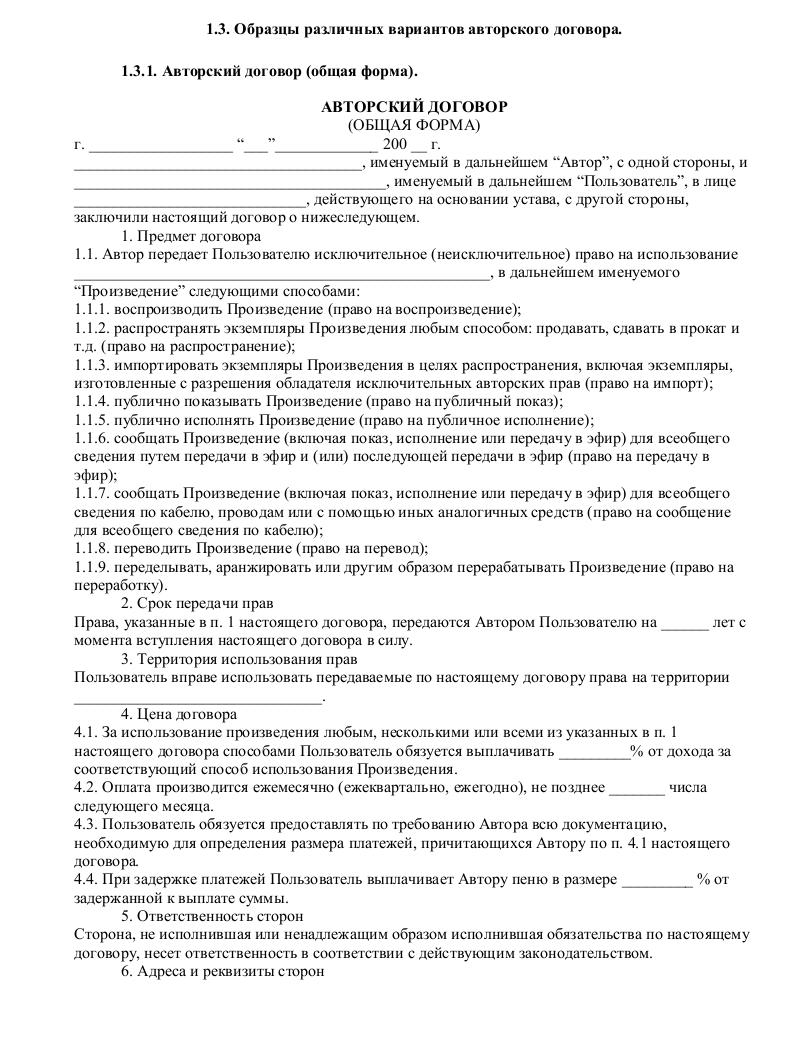 1.3. Образцы различных вариантов авторского договора.
1.3.1. Авторский договор (общая форма).
АВТОРСКИЙ ДОГОВОР
(ОБЩАЯ ФОРМА)
г. __________________ “___”_____________ 200 __ г.
____________________________________, именуемый в дальнейшем “Автор”, с одной стороны, и
_______________________________________, именуемый в дальнейшем “Пользователь”, в лице
_____________________________, действующего на основании устава, с другой стороны,
заключили настоящий договор о нижеследующем.
1. Предмет договора
1.1. Автор передает Пользователю исключительное (неисключительное) право на использование
____________________________________________________, в дальнейшем именуемого
“Произведение” следующими способами:
1.1.1. воспроизводить Произведение (право на воспроизведение);
1.1.2. распространять экземпляры Произведения любым способом: продавать, сдавать в прокат и
т.д. (право на распространение);
1.1.3. импортировать экземпляры Произведения в целях распространения, включая экземпляры,
изготовленные с разрешения обладателя исключительных авторских прав (право на импорт);
1.1.4. публично показывать Произведение (право на публичный показ);
1.1.5. публично исполнять Произведение (право на публичное исполнение);
1.1.6. сообщать Произведение (включая показ, исполнение или передачу в эфир) для всеобщего
сведения путем передачи в эфир и (или) последующей передачи в эфир (право на передачу в
эфир);
1.1.7. сообщать Произведение (включая показ, исполнение или передачу в эфир) для всеобщего
сведения по кабелю, проводам или с помощью иных аналогичных средств (право на сообщение
для всеобщего сведения по кабелю);
1.1.8. переводить Произведение (право на перевод);
1.1.9. переделывать, аранжировать или другим образом перерабатывать Произведение (право на
переработку).
2. Срок передачи прав
Права, указанные в п. 1 настоящего договора, передаются Автором Пользователю на ______ лет с
момента вступления настоящего договора в силу.
3. Территория использования прав
Пользователь вправе использовать передаваемые по настоящему договору права на территории
_______________________________.
4. Цена договора
4.1. За использование произведения любым, несколькими или всеми из указанных в п. 1
настоящего договора способами Пользователь обязуется выплачивать _________% от дохода за
соответствующий способ использования Произведения.
4.2. Оплата производится ежемесячно (ежеквартально, ежегодно), не позднее _______ числа
следующего месяца.
4.3. Пользователь обязуется предоставлять по требованию Автора всю документацию,
необходимую для определения размера платежей, причитающихся Автору по п. 4.1 настоящего
договора.
4.4. При задержке платежей Пользователь выплачивает Автору пеню в размере _________ % от
задержанной к выплате суммы.
5. Ответственность сторон
Сторона, не исполнившая или ненадлежащим образом исполнившая обязательства по настоящему
договору, несет ответственность в соответствии с действующим законодательством.
6. Адреса и реквизиты сторон